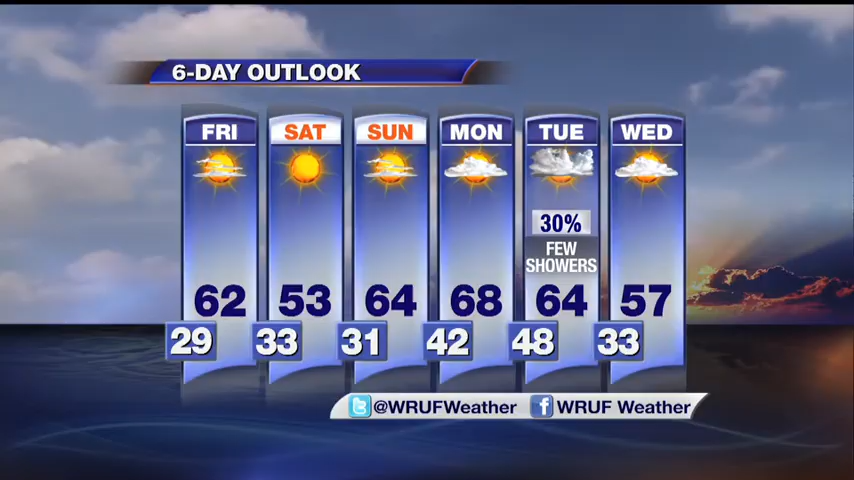 6-DAY OUTLOOK
FRI SAT SUN MON TUE WED
30%
FEW
SHOWERS
62 53 64 68 64 57
29 33 31 42 48 33
@WRUFWeather WRUF Weather